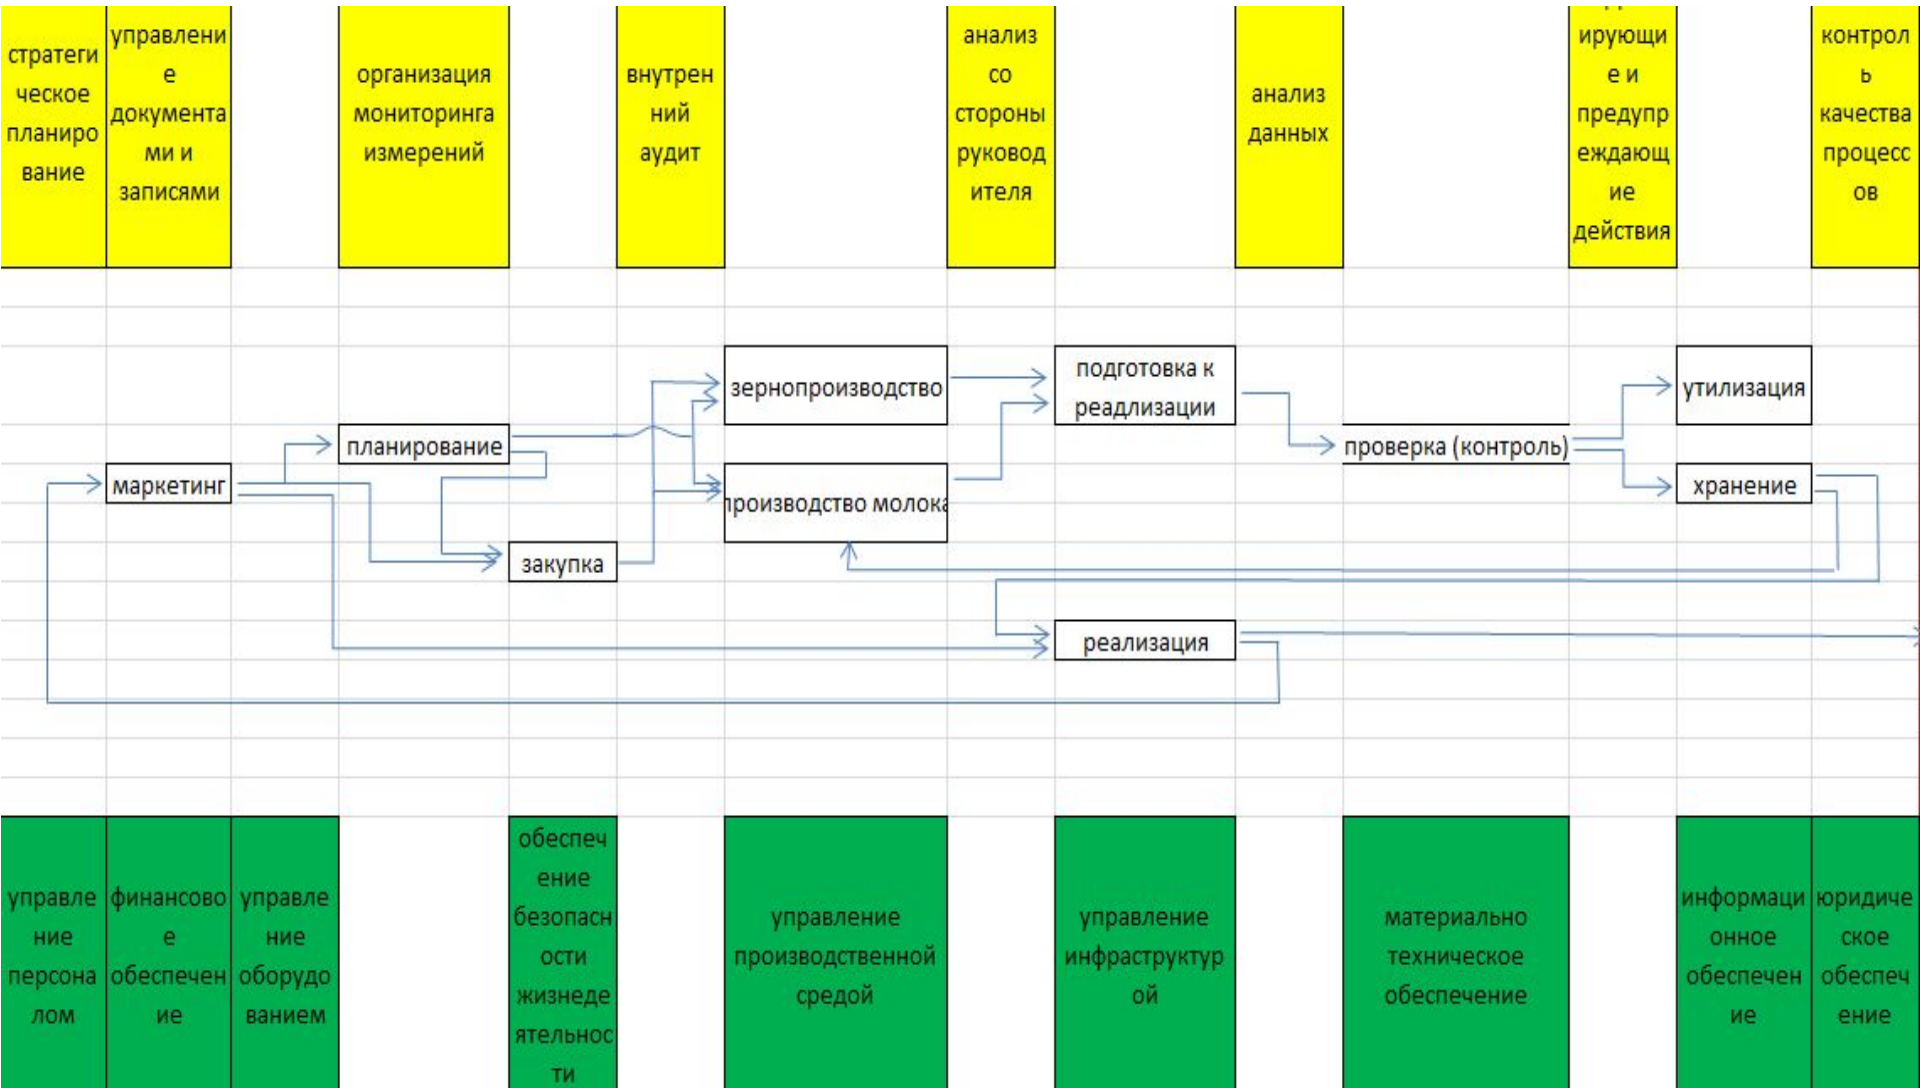 стратеги
ческое
планиро
вание
управлени
е
документа
ми и
записями
организация
мониторинга
измерений
внутрен
ний
аудит
анализ
со
стороны
руковод
ителя
анализ
данных
ирующи
е и
предупр
еждающ
ие
действия
контрол
ь
качества
процесс
ов
зернопроизводство
подготовка к
реадлизации
утилизация
планирование
проверка (контроль)
маркетинг
производство молока
хранение
закупка
реализация
управле
ние
персона
лом
финансово
е
обеспечен
ие
управле
ние
оборудо
ванием
обеспеч
ение
безопасн
ости
жизнеде
ятельнос
ти
управление
производственной
средой
управление
инфраструктур
ой
материально
техническое
обеспечение
информаци
онное
обеспечен
ие
юридиче
ское
обеспеч
ение